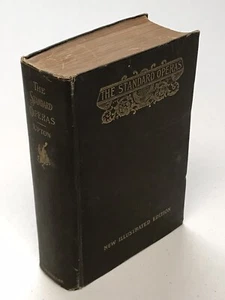 THE
STANDARD
OPERAS
UPTON
THE STANDARD OPERAS
NEW ILLUSTRATED EDITION